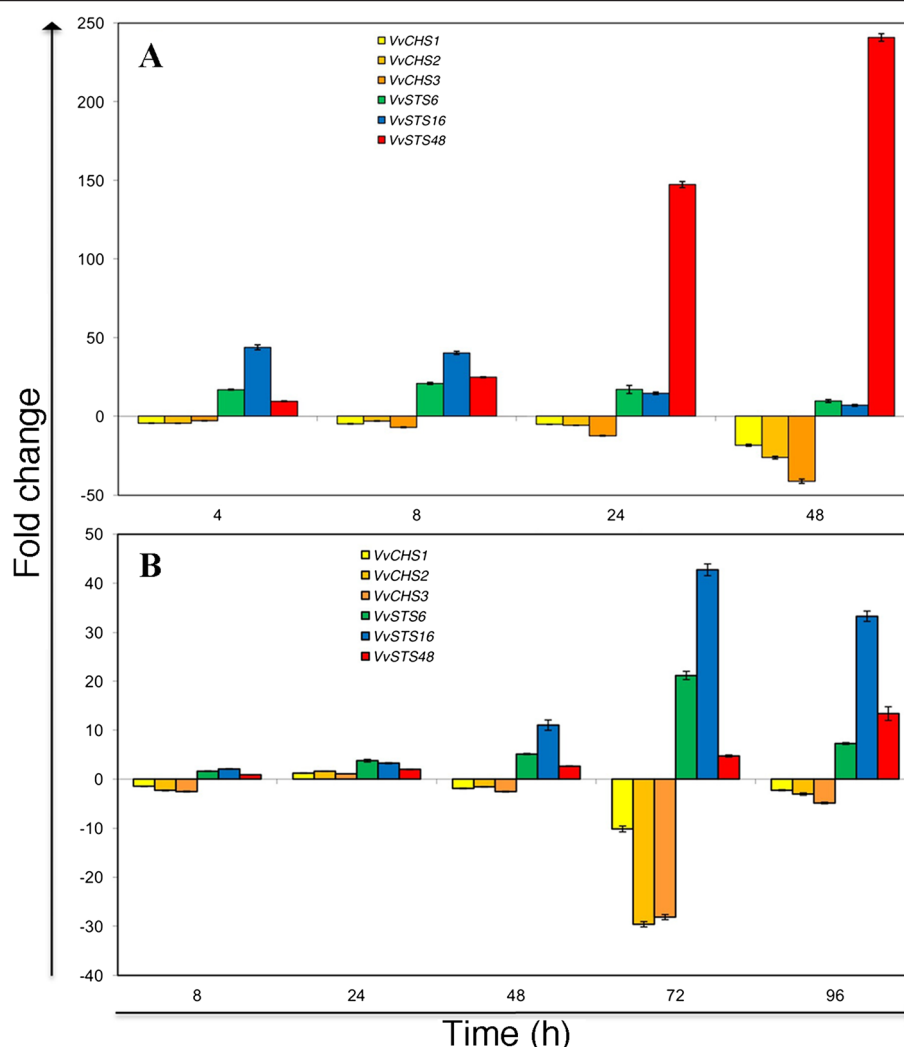 Fold change
A
250
200
150
100
50
0
-50
VvCHS1
VvCHS2
VvCHS3
VvSTS6
VvSTS16
VvSTS48
4 8 24 48
B
50
40
30
20
10
0
-10
-20
-30
-40
VvCHS1
VvCHS2
VvCHS3
VvSTS6
VvSTS16
VvSTS48
8 24 48 72 96
Time (h)